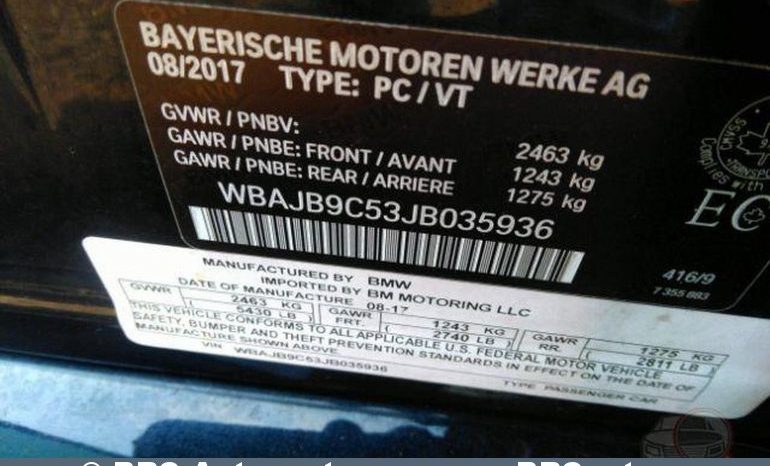 BAYERISCHE MOTOREN WERKE AG
08/2017 TYPE: PC / VT
GVWR / PNBV: 2463 kg
GAWR / PNBE: FRONT / AVANT 1243 kg
GAWR / PNBE: REAR / ARRIERE 1275 kg
WBAJB9C53JB035936
Complies with
EC
416/9
7 355 883
MANUFACTURED BY BMW
IMPORTED BY BM MOTORING LLC
DATE OF MANUFACTURE 08-17
GVWR 2463 KG ( 5430 LB ) GAWR FRT. 1243 KG ( 2740 LB ) GAWR RR 1275 KG ( 2811 LB )
THIS VEHICLE CONFORMS TO ALL APPLICABLE U.S. FEDERAL MOTOR VEHICLE
SAFETY, BUMPER AND THEFT PREVENTION STANDARDS IN EFFECT ON THE DATE OF
MANUFACTURE SHOWN ABOVE.
VIN WBAJB9C53JB035936
TYPE PASSENGER CAR